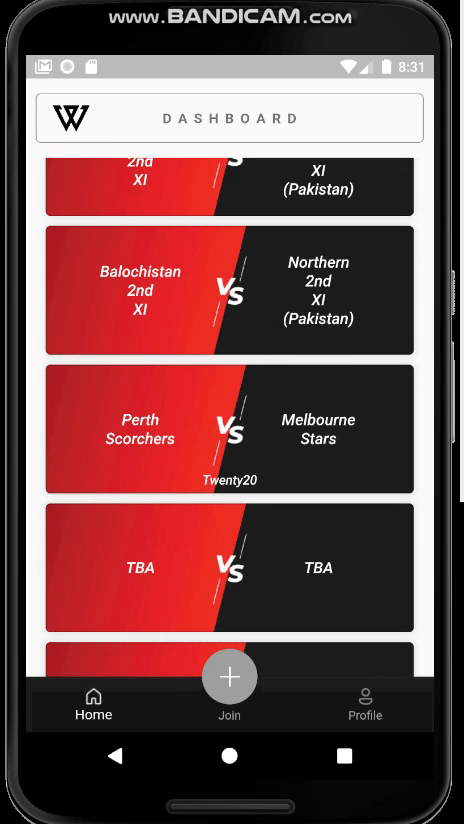 www.BANDICAM.com
8:31
DASHBOARD
2nd
XI
VS
XI
(Pakistan)
Balochistan
2nd
XI
VS
Northern
2nd
XI
(Pakistan)
Perth
Scorchers
VS
Melbourne
Stars
Twenty20
TBA
VS
TBA
Home
Join
Profile